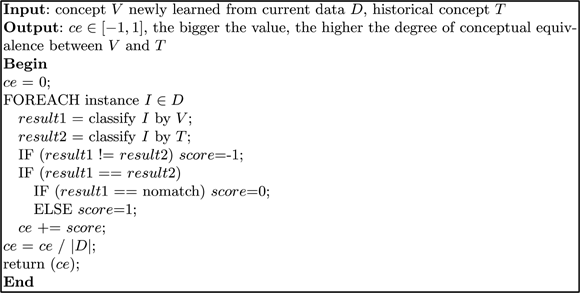 Input: concept V newly learned from current data D, historical concept T
Output: ce ∈ [−1, 1], the bigger the value, the higher the degree of conceptual equiv-
alence between V and T
Begin
ce = 0;
FOREACH instance I ∈ D
result1 = classify I by V;
result2 = classify I by T;
IF (result1 != result2) score=-1;
IF (result1 == result2)
IF (result1 == nomatch) score=0;
ELSE score=1;
ce += score;
ce = ce / |D|;
return (ce);
End